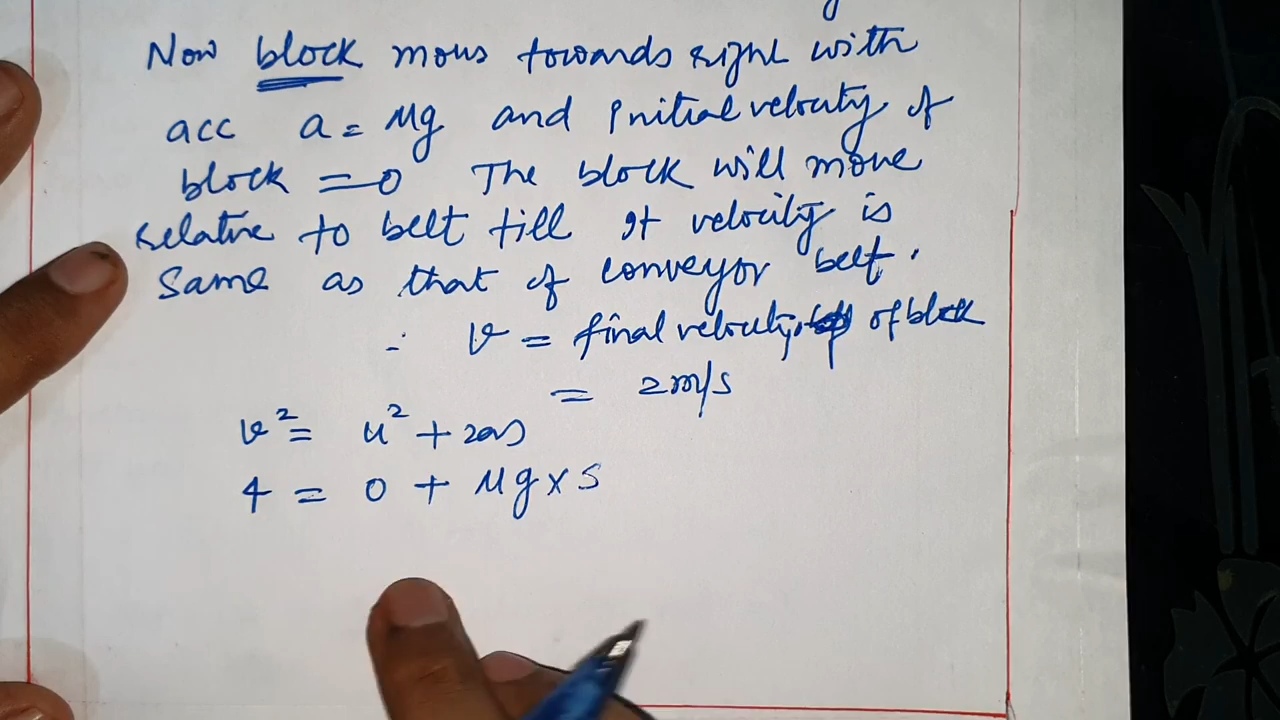 Now block moves towards right with
acc a = μg and Initial velocity of
block = 0 The block will move
relative to belt till It velocity is
Same as that of conveyor belt.
∴ v = final velocity of block
= 2m/s
v² = u² + 2as
4 = 0 + μg × S